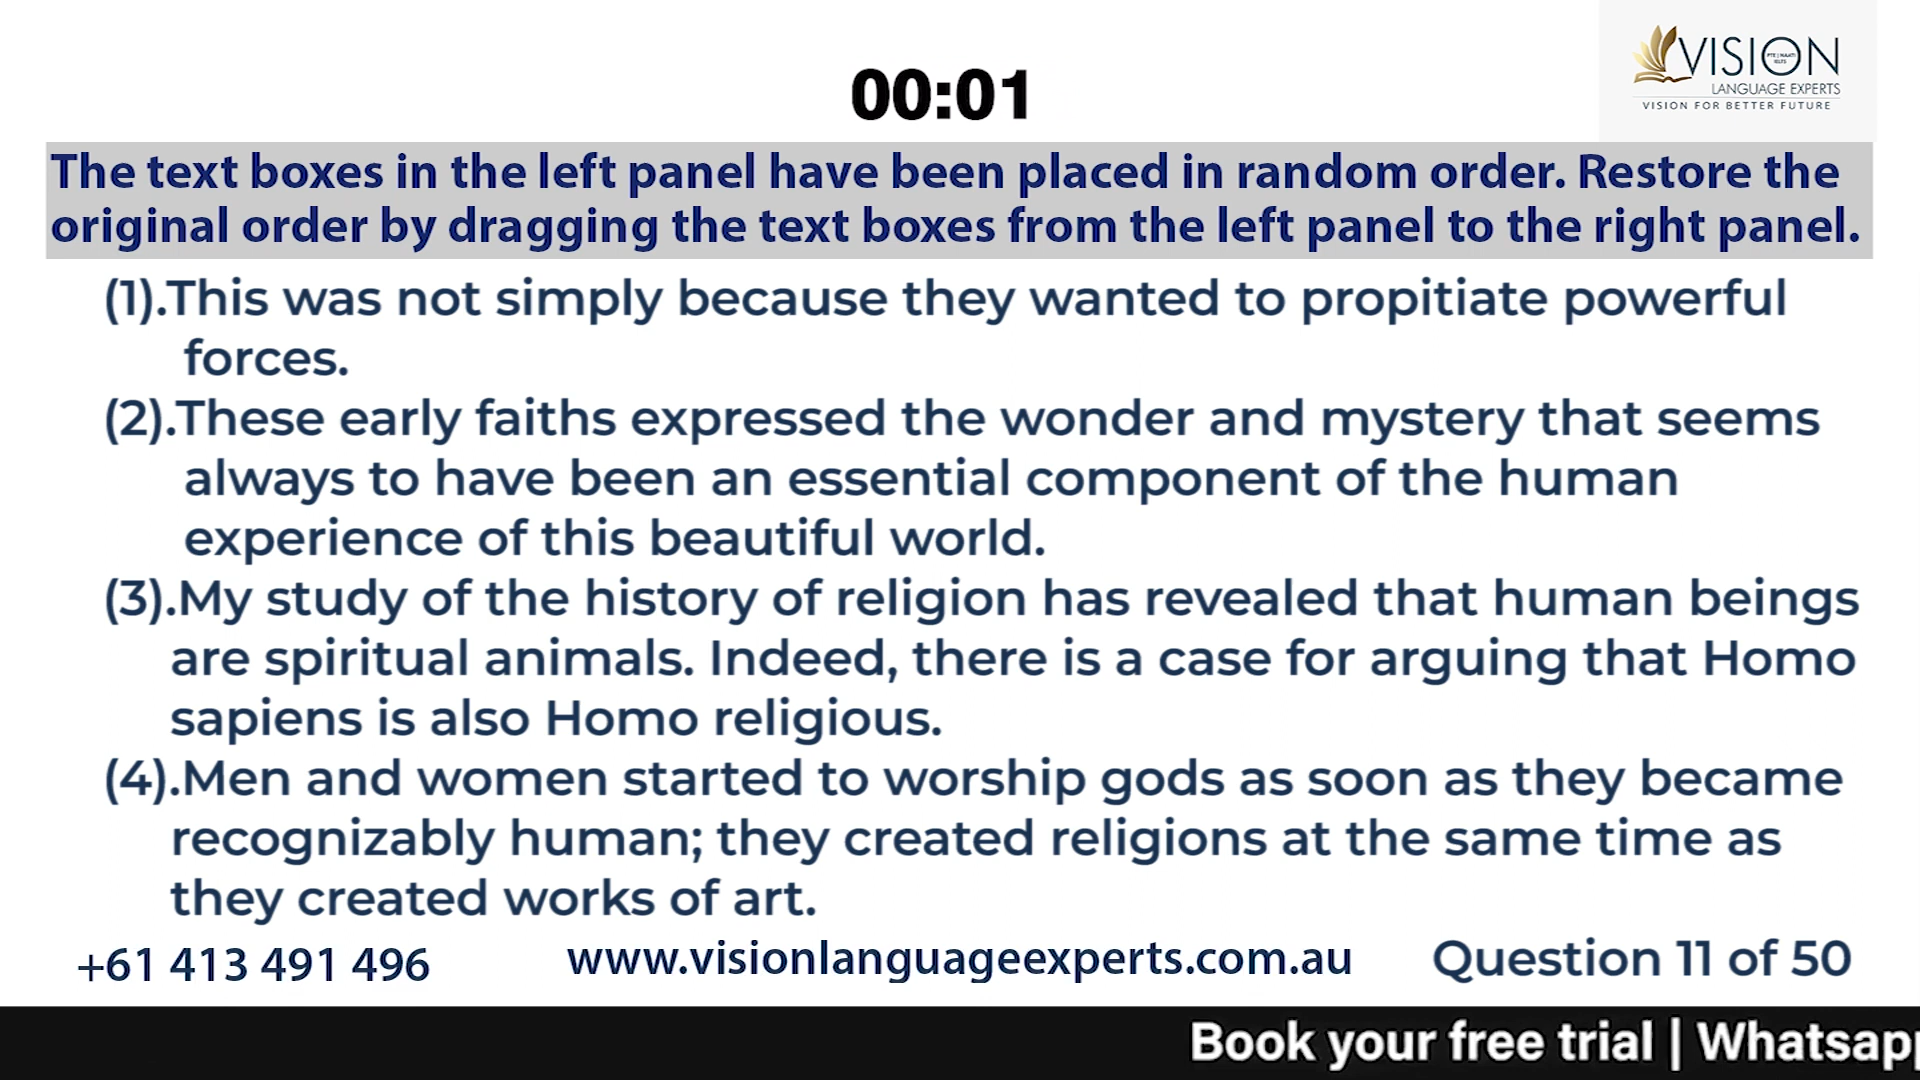 VISION
PTE | NAATI
IELTS
LANGUAGE EXPERTS
VISION FOR BETTER FUTURE
00:01
The text boxes in the left panel have been placed in random order. Restore the
original order by dragging the text boxes from the left panel to the right panel.
(1).This was not simply because they wanted to propitiate powerful
forces.
(2).These early faiths expressed the wonder and mystery that seems
always to have been an essential component of the human
experience of this beautiful world.
(3).My study of the history of religion has revealed that human beings
are spiritual animals. Indeed, there is a case for arguing that Homo
sapiens is also Homo religious.
(4).Men and women started to worship gods as soon as they became
recognizably human; they created religions at the same time as
they created works of art.
+61 413 491 496
www.visionlanguageexperts.com.au
Question 11 of 50
Book your free trial | Whatsapp